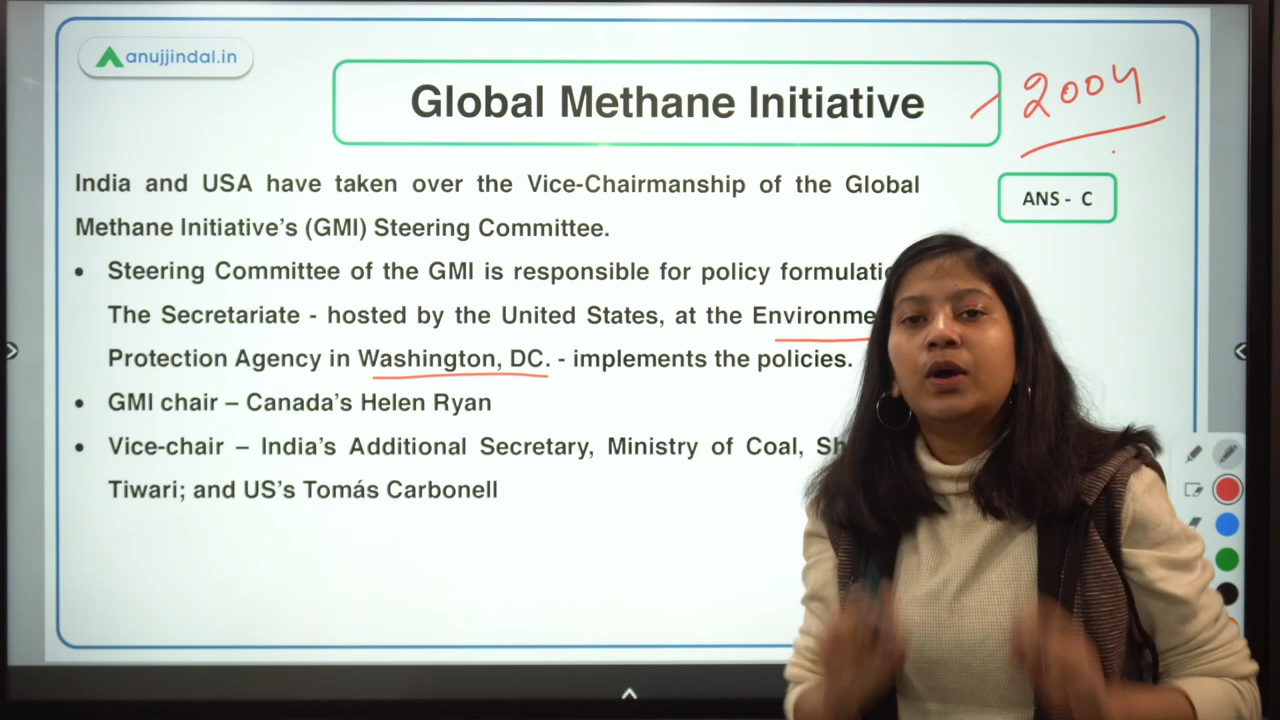 anujjindal.in
Global Methane Initiative
2004
India and USA have taken over the Vice-Chairmanship of the Global
ANS - C
Methane Initiative's (GMI) Steering Committee.
• Steering Committee of the GMI is responsible for policy
The Secretariate - hosted by the United States, at the
Protection Agency in Washington, DC. - implements the policies.
• GMI chair – Canada's Helen Ryan
• Vice-chair – India's Additional Secretary, Ministry of Coal,
Tiwari; and US's Tomás Carbonell